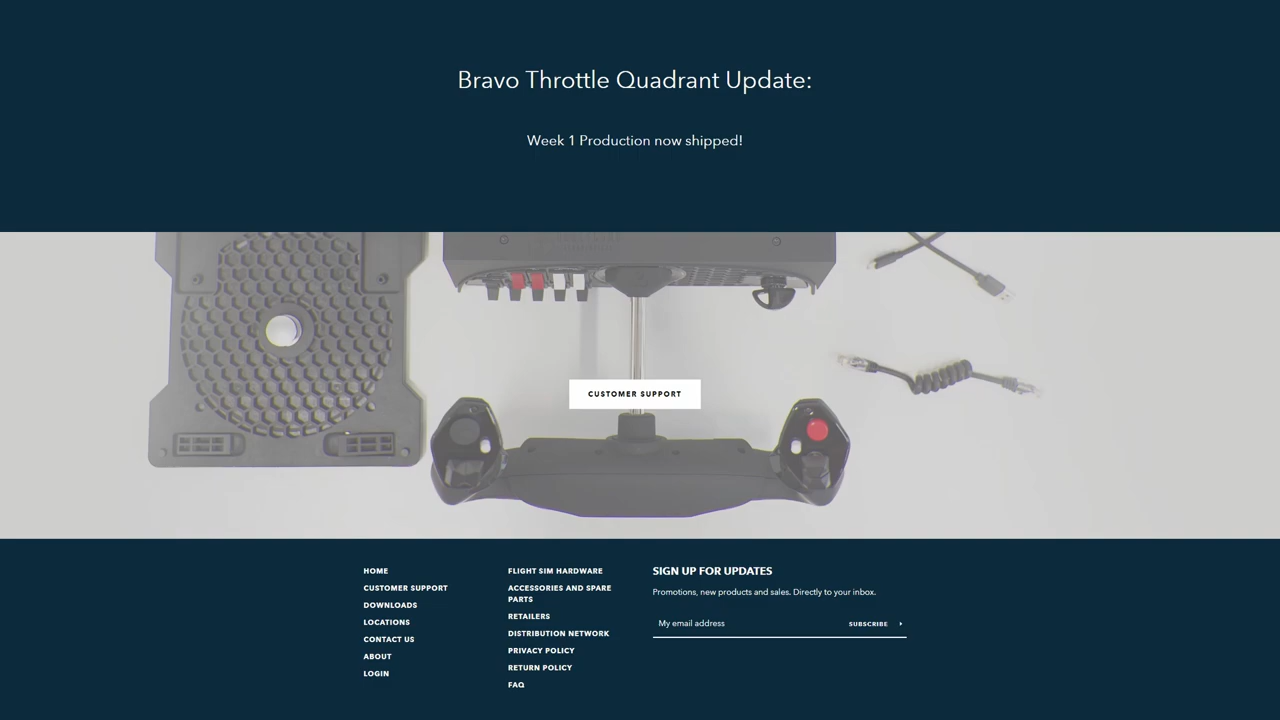 Bravo Throttle Quadrant Update:
Week 1 Production now shipped!
CUSTOMER SUPPORT
HOME
CUSTOMER SUPPORT
DOWNLOADS
LOCATIONS
CONTACT US
ABOUT
LOGIN
FLIGHT SIM HARDWARE
ACCESSORIES AND SPARE
PARTS
RETAILERS
DISTRIBUTION NETWORK
PRIVACY POLICY
RETURN POLICY
FAQ
SIGN UP FOR UPDATES
Promotions, new products and sales. Directly to your inbox.
My email address
SUBSCRIBE